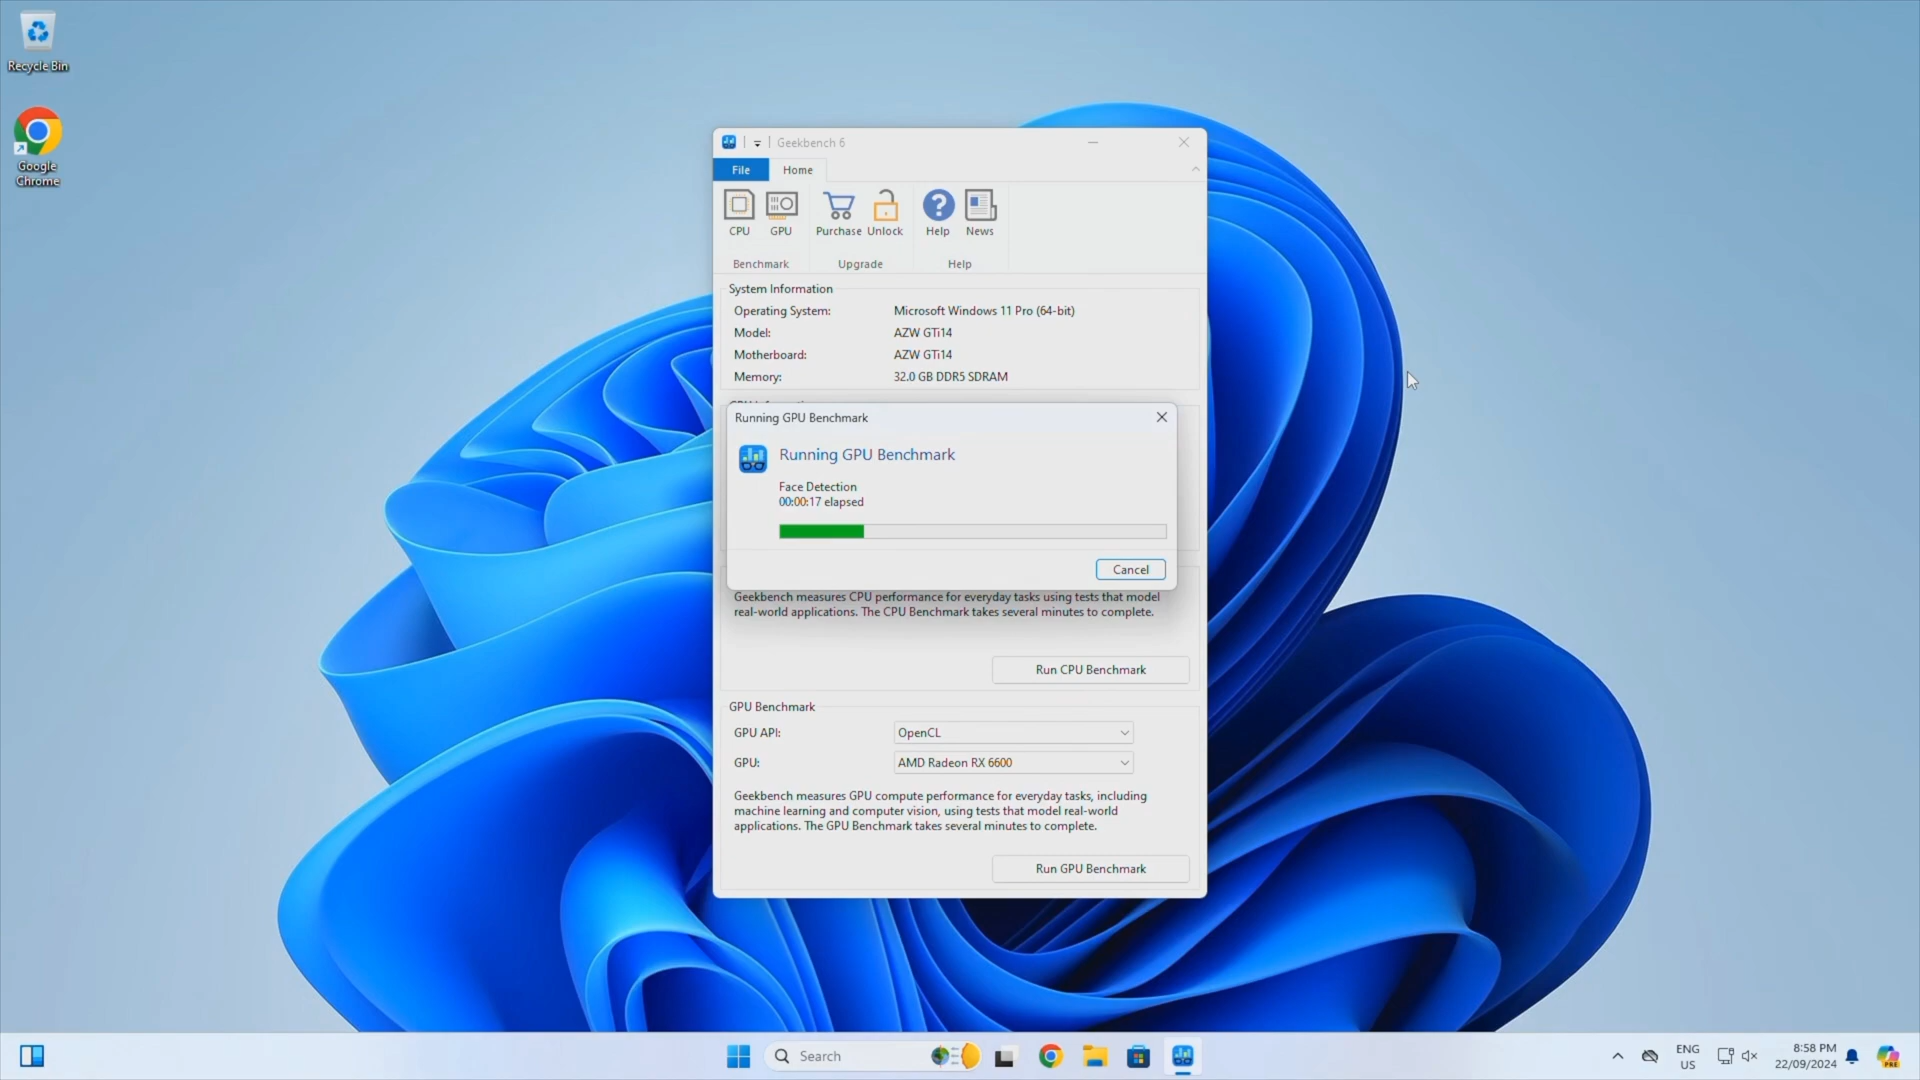 Recycle Bin
Google
Chrome
Geekbench 6
File
Home
CPU
GPU
Purchase
Unlock
Help
News
Benchmark
Upgrade
Help
System Information
Operating System:
Microsoft Windows 11 Pro (64-bit)
Model:
AZW GTi14
Motherboard:
AZW GTi14
Memory:
32.0 GB DDR5 SDRAM
Running GPU Benchmark
Running GPU Benchmark
Face Detection
00:00:17 elapsed
Cancel
Geekbench measures CPU performance for everyday tasks using tests that model
real-world applications. The CPU Benchmark takes several minutes to complete.
Run CPU Benchmark
GPU Benchmark
GPU API:
OpenCL
GPU:
AMD Radeon RX 6600
Geekbench measures GPU compute performance for everyday tasks, including
machine learning and computer vision, using tests that model real-world
applications. The GPU Benchmark takes several minutes to complete.
Run GPU Benchmark
Search
ENG
US
8:58 PM
22/09/2024
PRE